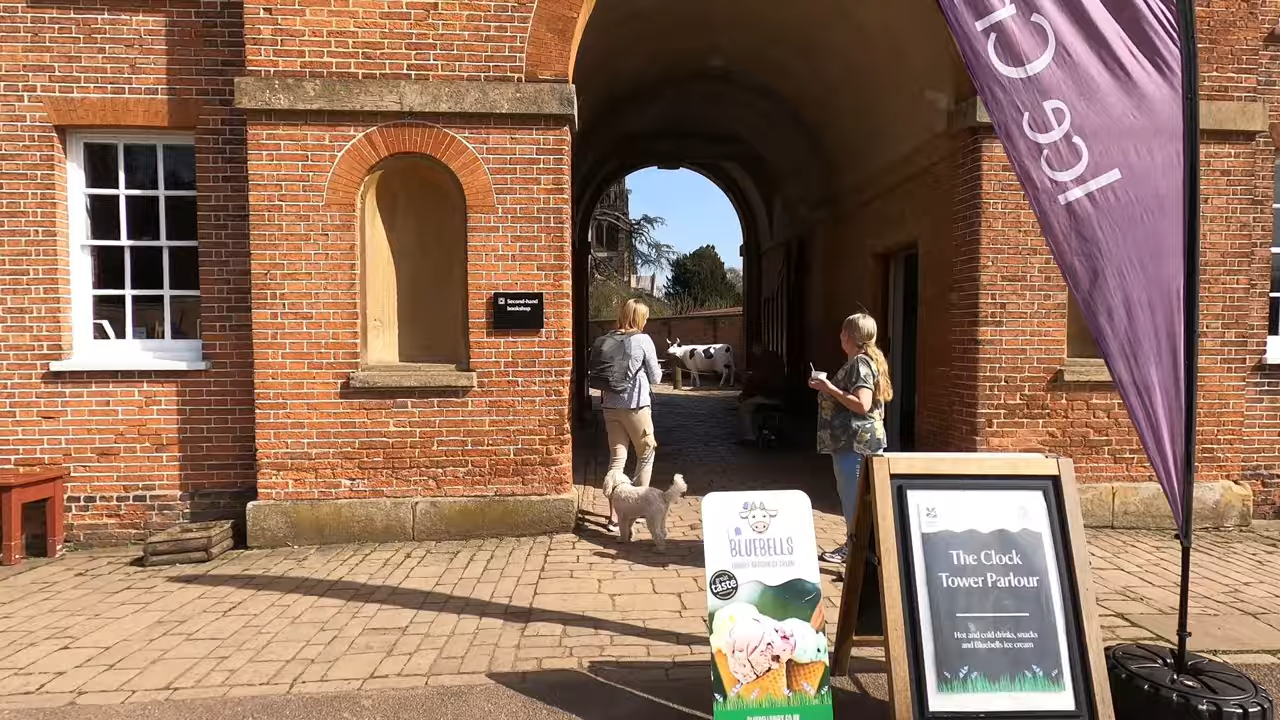 Ice C
Second-hand
bookshop
BLUEBELLS
great
taste
The Clock
Tower Parlour
Hot and cold drinks, snacks
and Bluebells ice cream